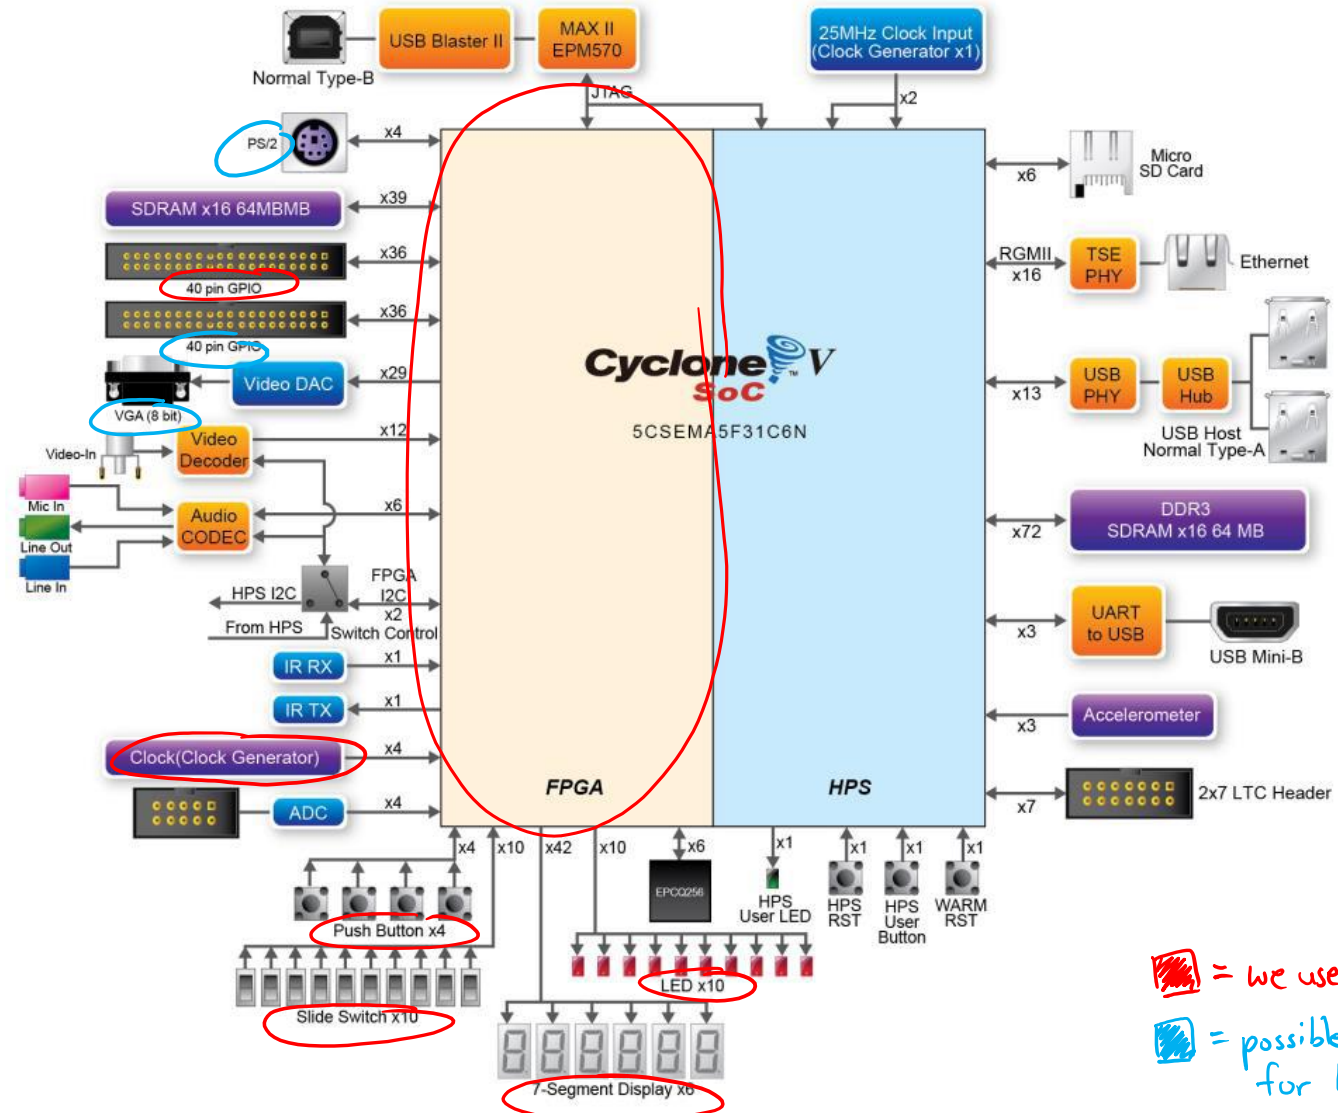 USB Blaster II
MAX II
EPM570
25MHz Clock Input
(Clock Generator x1)
Normal Type-B
JTAG
x2
PS/2
x4
x6
Micro
SD Card
SDRAM x16 64MBMB
x39
x36
40 pin GPIO
RGMII
x16
TSE
PHY
Ethernet
x36
40 pin GPIO
Cyclone V
SoC
5CSEMA5F31C6N
Video DAC
x29
VGA (8 bit)
x13
USB
PHY
USB
Hub
USB Host
Normal Type-A
Video-In
Video
Decoder
x12
Mic In
Line Out
Line In
Audio
CODEC
x6
x72
DDR3
SDRAM x16 64 MB
HPS I2C
From HPS
FPGA
I2C
x2
Switch Control
x3
UART
to USB
USB Mini-B
IR RX
x1
IR TX
x1
x3
Accelerometer
Clock(Clock Generator)
x4
ADC
x4
FPGA
HPS
x7
2x7 LTC Header
x4
x10
x42
x10
x6
x1
x1
x1
x1
EPCQ256
HPS
User LED
HPS
RST
HPS
User
Button
WARM
RST
Push Button x4
LED x10
Slide Switch x10
7-Segment Display x6
= we use
= possible
for